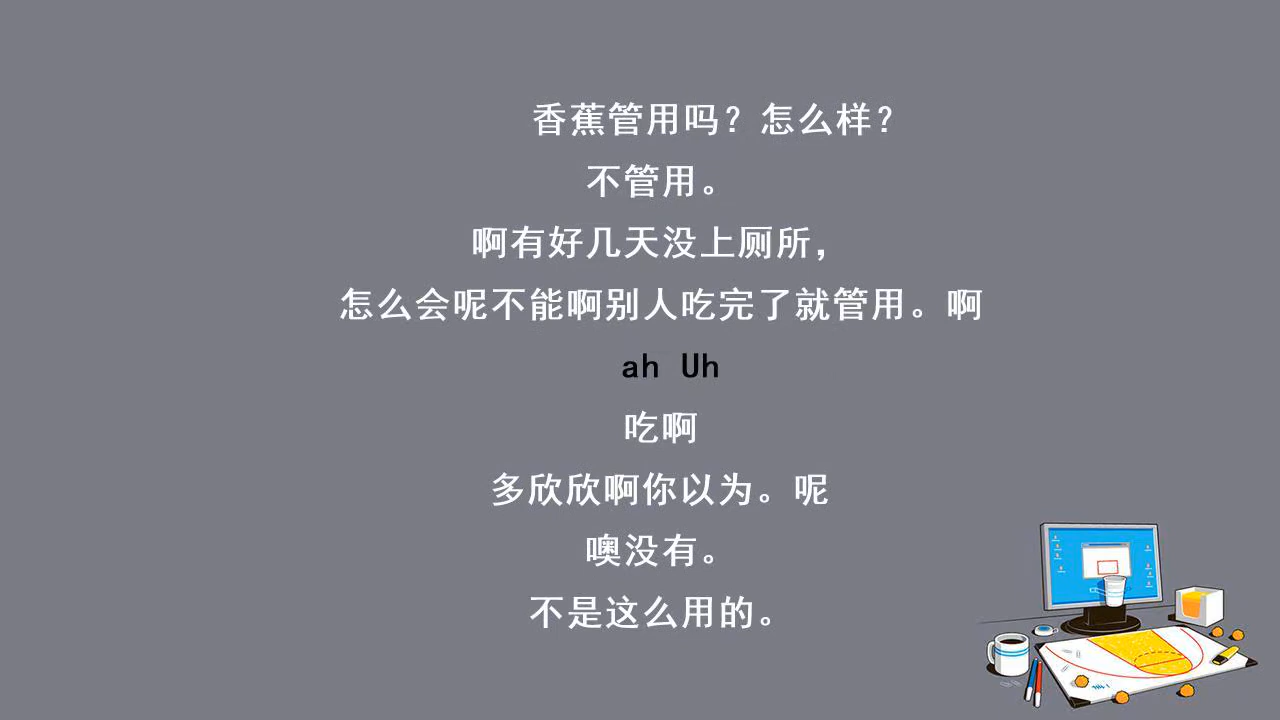 香蕉管用吗？怎么样？
不管用。
啊有好几天没上厕所，
怎么会呢不能啊别人吃完了就管用。啊
ah Uh
吃啊
多欣欣啊你以为。呢
噢没有。
不是这么用的。